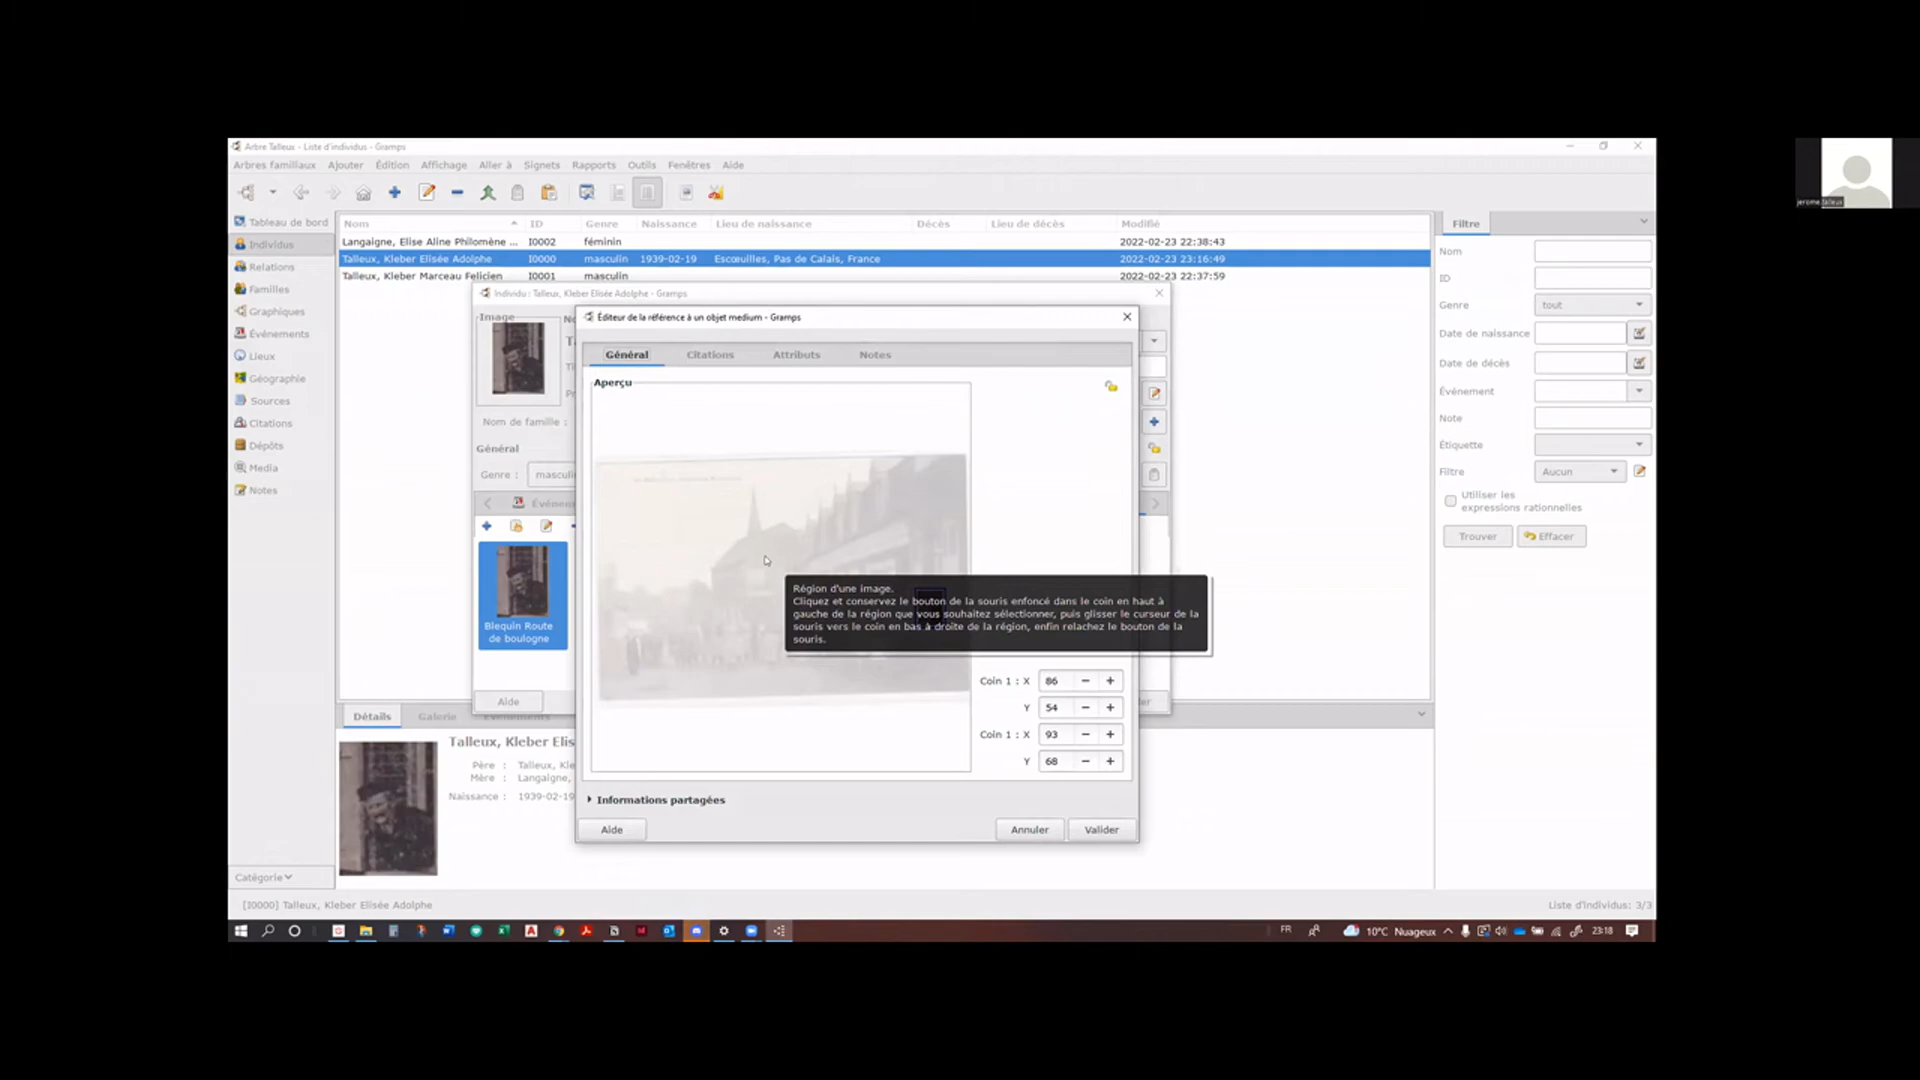 Arbre Talleux - Liste d'individus - Gramps
Arbres familiaux Ajouter Édition Affichage Aller à Signets Rapports Outils Fenêtres Aide
Tableau de bord
Individus
Relations
Familles
Graphiques
Événements
Lieux
Géographie
Sources
Citations
Dépôts
Media
Notes
Catégorie
Nom ID Genre Naissance Lieu de naissance Décès Lieu de décès Modifié
Langaigne, Elise Aline Philomène ... I0002 féminin 2022-02-23 22:38:43
Talleux, Kleber Elisée Adolphe I0000 masculin 1939-02-19 Escœuilles, Pas de Calais, France 2022-02-23 23:16:49
Talleux, Kleber Marceau Felicien I0001 masculin 2022-02-23 22:37:59
Individu : Talleux, Kleber Elisée Adolphe - Gramps
Image
Nom de famille :
Général
Genre : masculin
Événem
Blequin Route
de boulogne
Aide
Éditeur de la référence à un objet medium - Gramps
Général Citations Attributs Notes
Aperçu
Région d'une image.
Cliquez et conservez le bouton de la souris enfoncé dans le coin en haut à
gauche de la région que vous souhaitez sélectionner, puis glisser le curseur de la
souris vers le coin en bas à droite de la région, enfin relachez le bouton de la
souris.
Coin 1 : X 86 − +
Y 54 − +
Coin 1 : X 93 − +
Y 68 − +
Informations partagées
Aide Annuler Valider
Détails Galerie Événements
Talleux, Kleber Elis
Père : Talleux, Kle
Mère : Langaigne,
Naissance : 1939-02-19
Filtre
Nom
ID
Genre tout
Date de naissance
Date de décès
Événement
Note
Étiquette
Filtre Aucun
Utiliser les
expressions rationnelles
Trouver Effacer
[I0000] Talleux, Kleber Elisée Adolphe
Liste d'individus: 3/3
FR 10°C Nuageux 23:18
jerome talleux